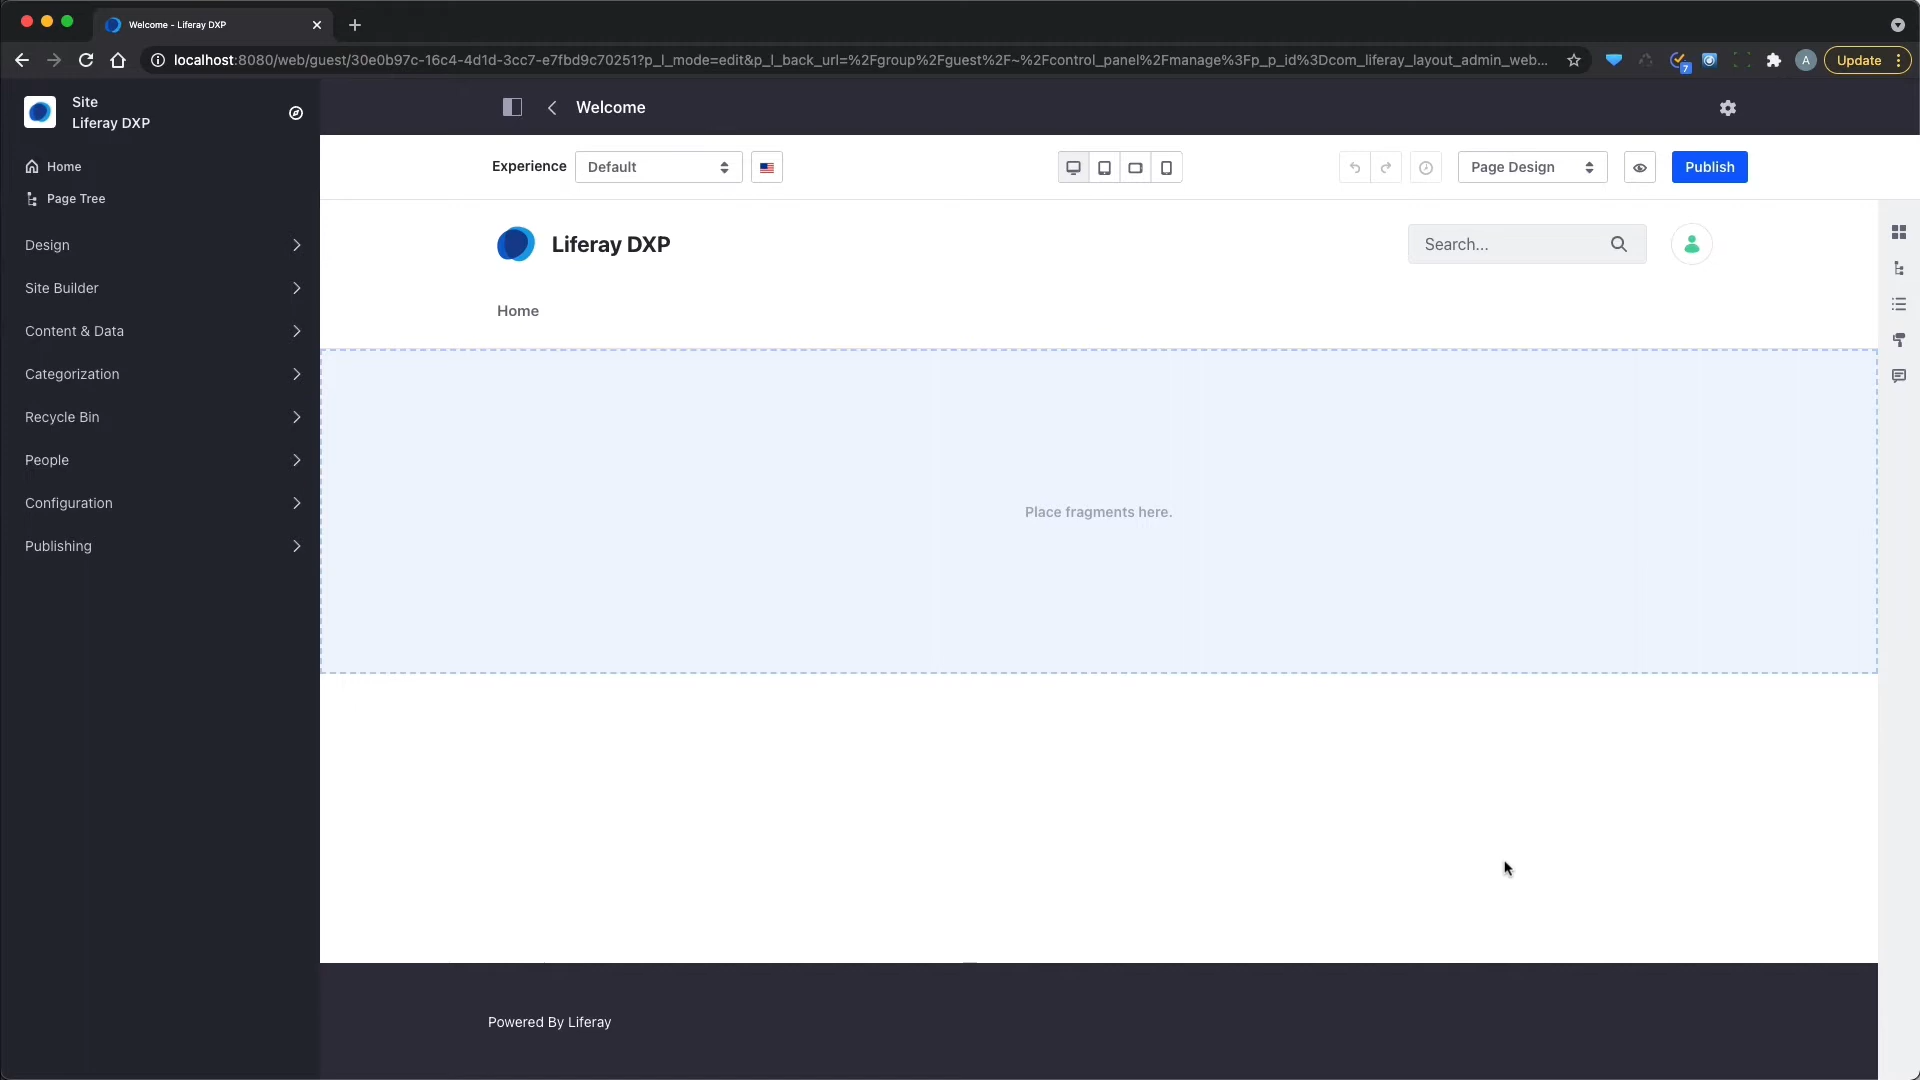 Welcome - Liferay DXP
localhost:8080/web/guest/30e0b97c-16c4-4d1d-3cc7-e7fbd9c70251?p_l_mode=edit&p_l_back_url=%2Fgroup%2Fguest%2F~%2Fcontrol_panel%2Fmanage%3Fp_p_id%3Dcom_liferay_layout_admin_web...
7
A
Update
Site
Liferay DXP
Welcome
Home
Page Tree
Design
Site Builder
Content & Data
Categorization
Recycle Bin
People
Configuration
Publishing
Experience
Default
Page Design
Publish
Liferay DXP
Search...
Home
Place fragments here.
Powered By Liferay